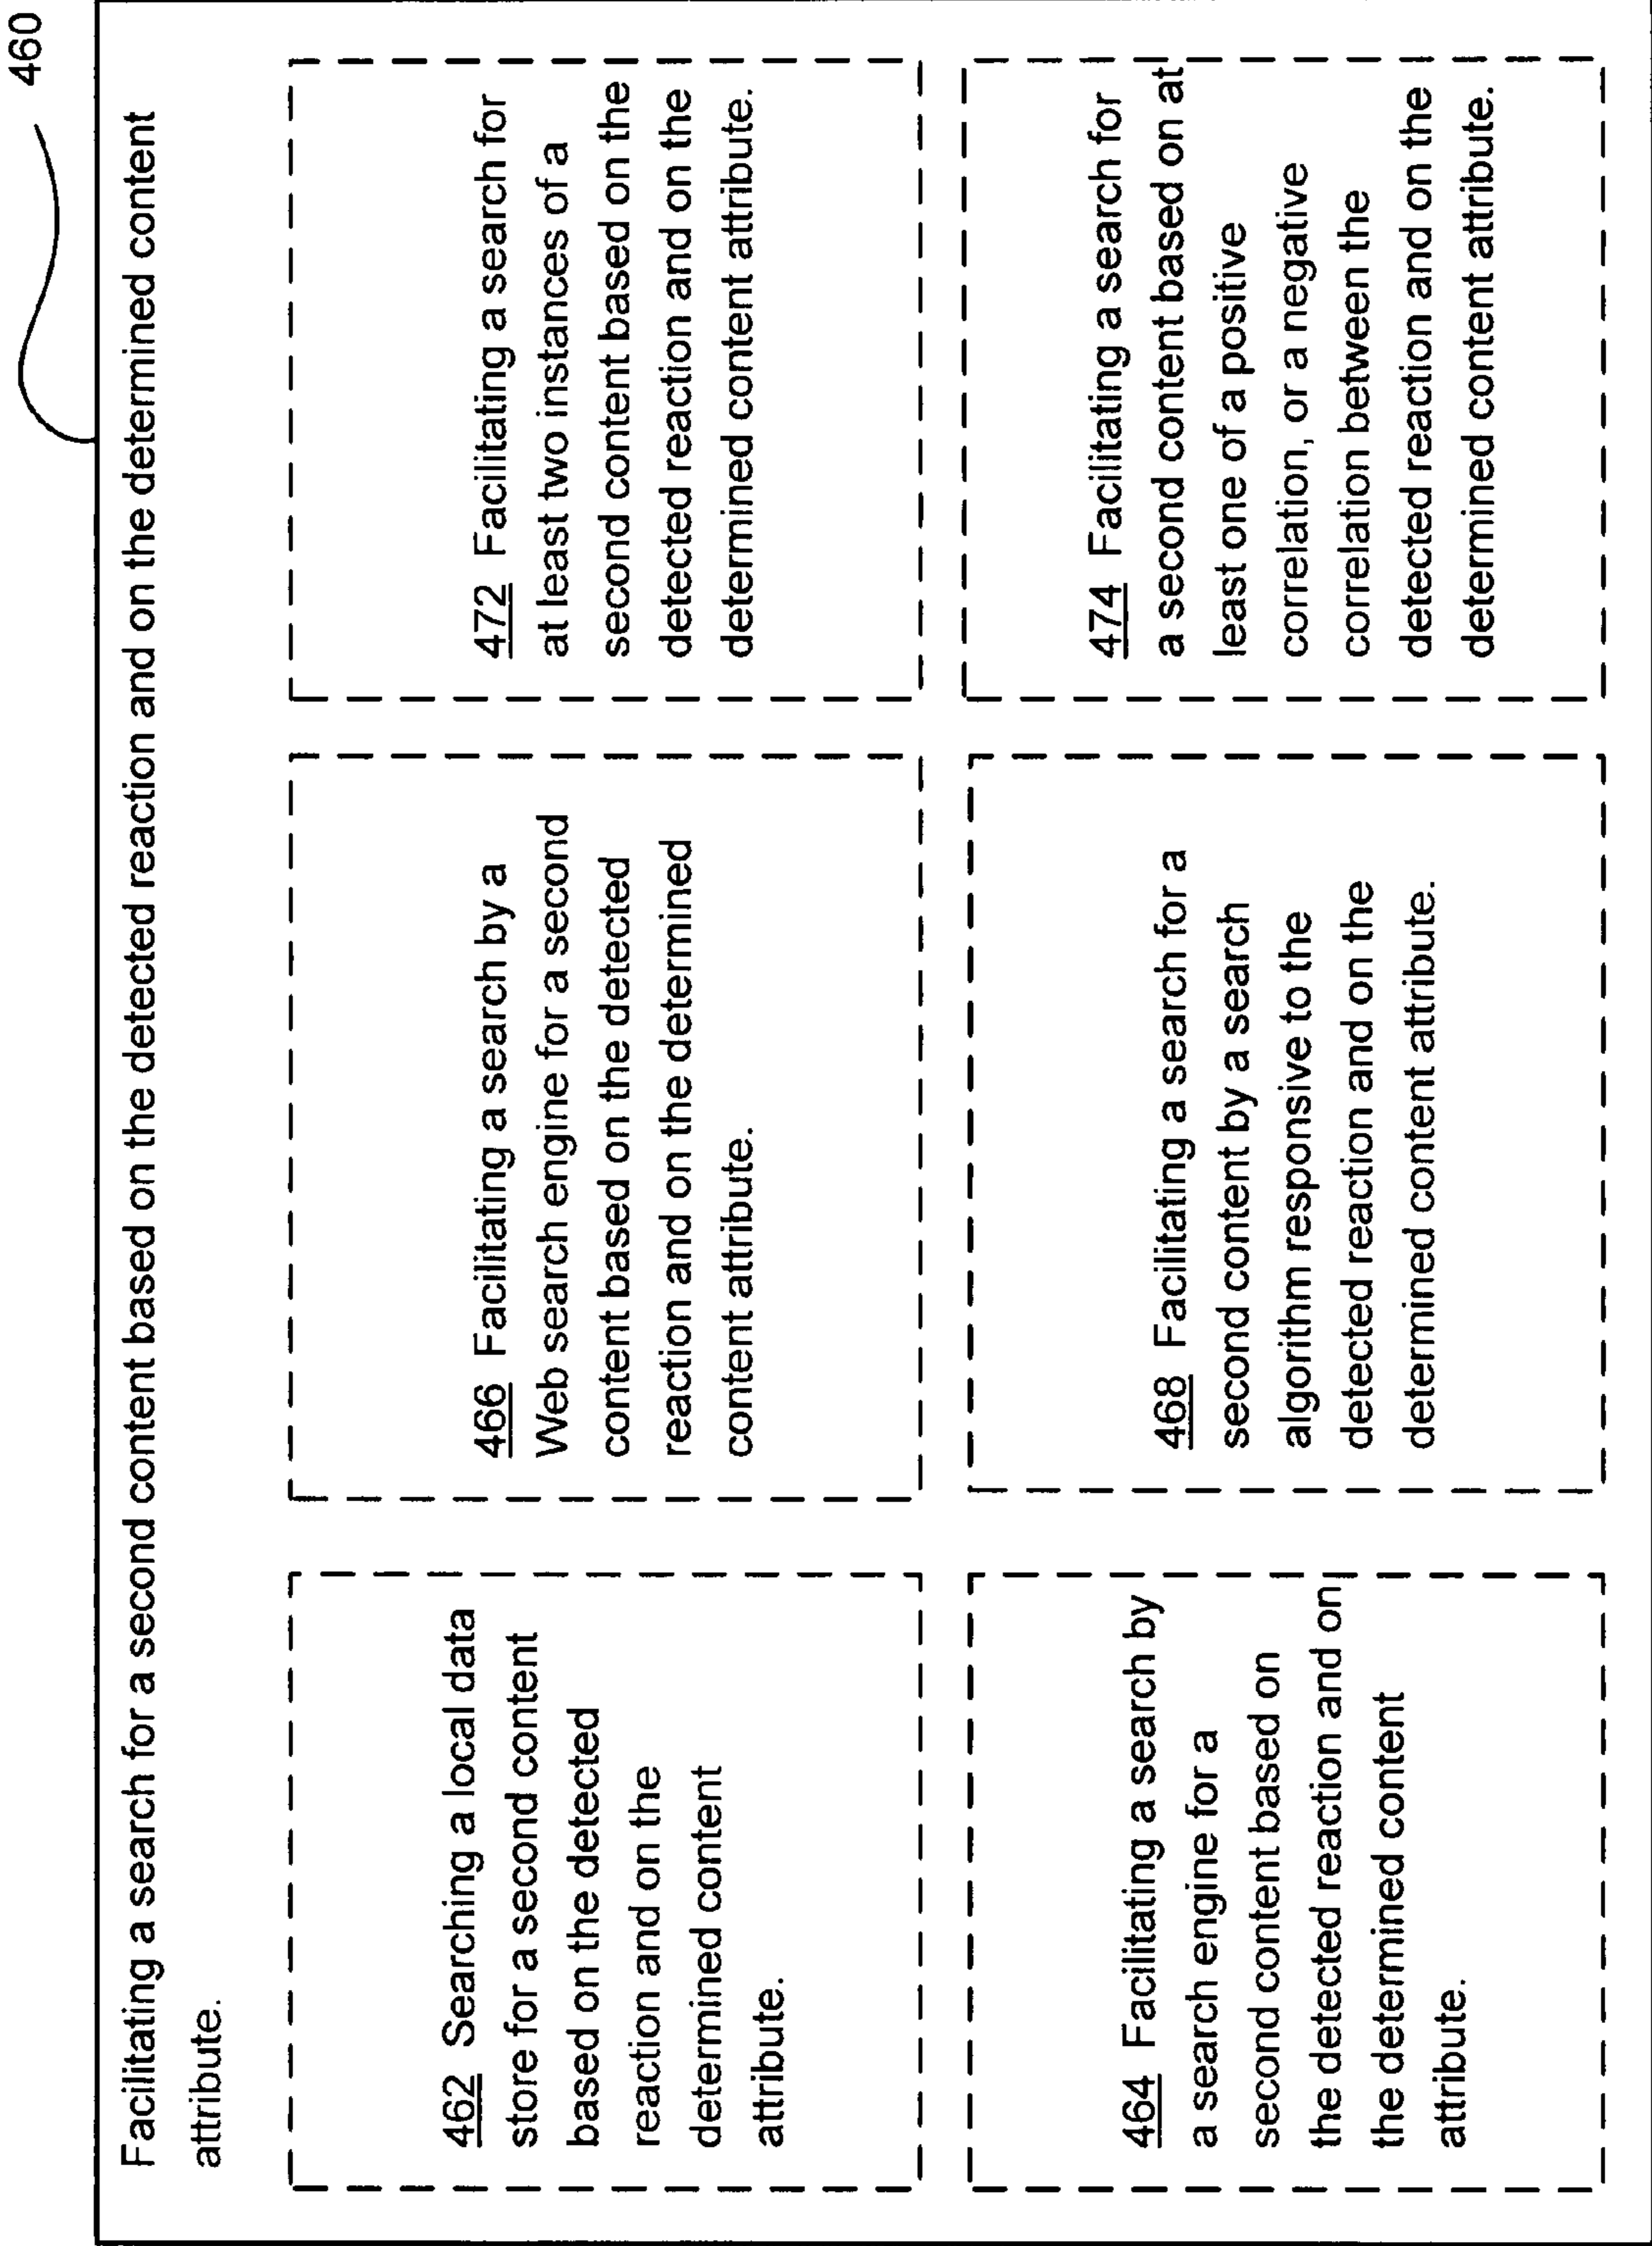 460
Facilitating a search for a second content based on the detected reaction and on the determined content
attribute.
462 Searching a local data
store for a second content
based on the detected
reaction and on the
determined content
attribute.
464 Facilitating a search by
a search engine for a
second content based on
the detected reaction and on
the determined content
attribute.
466 Facilitating a search by a
Web search engine for a second
content based on the detected
reaction and on the determined
content attribute.
468 Facilitating a search for a
second content by a search
algorithm responsive to the
detected reaction and on the
determined content attribute.
472 Facilitating a search for
at least two instances of a
second content based on the
detected reaction and on the
determined content attribute.
474 Facilitating a search for
a second content based on at
least one of a positive
correlation, or a negative
correlation between the
detected reaction and on the
determined content attribute.